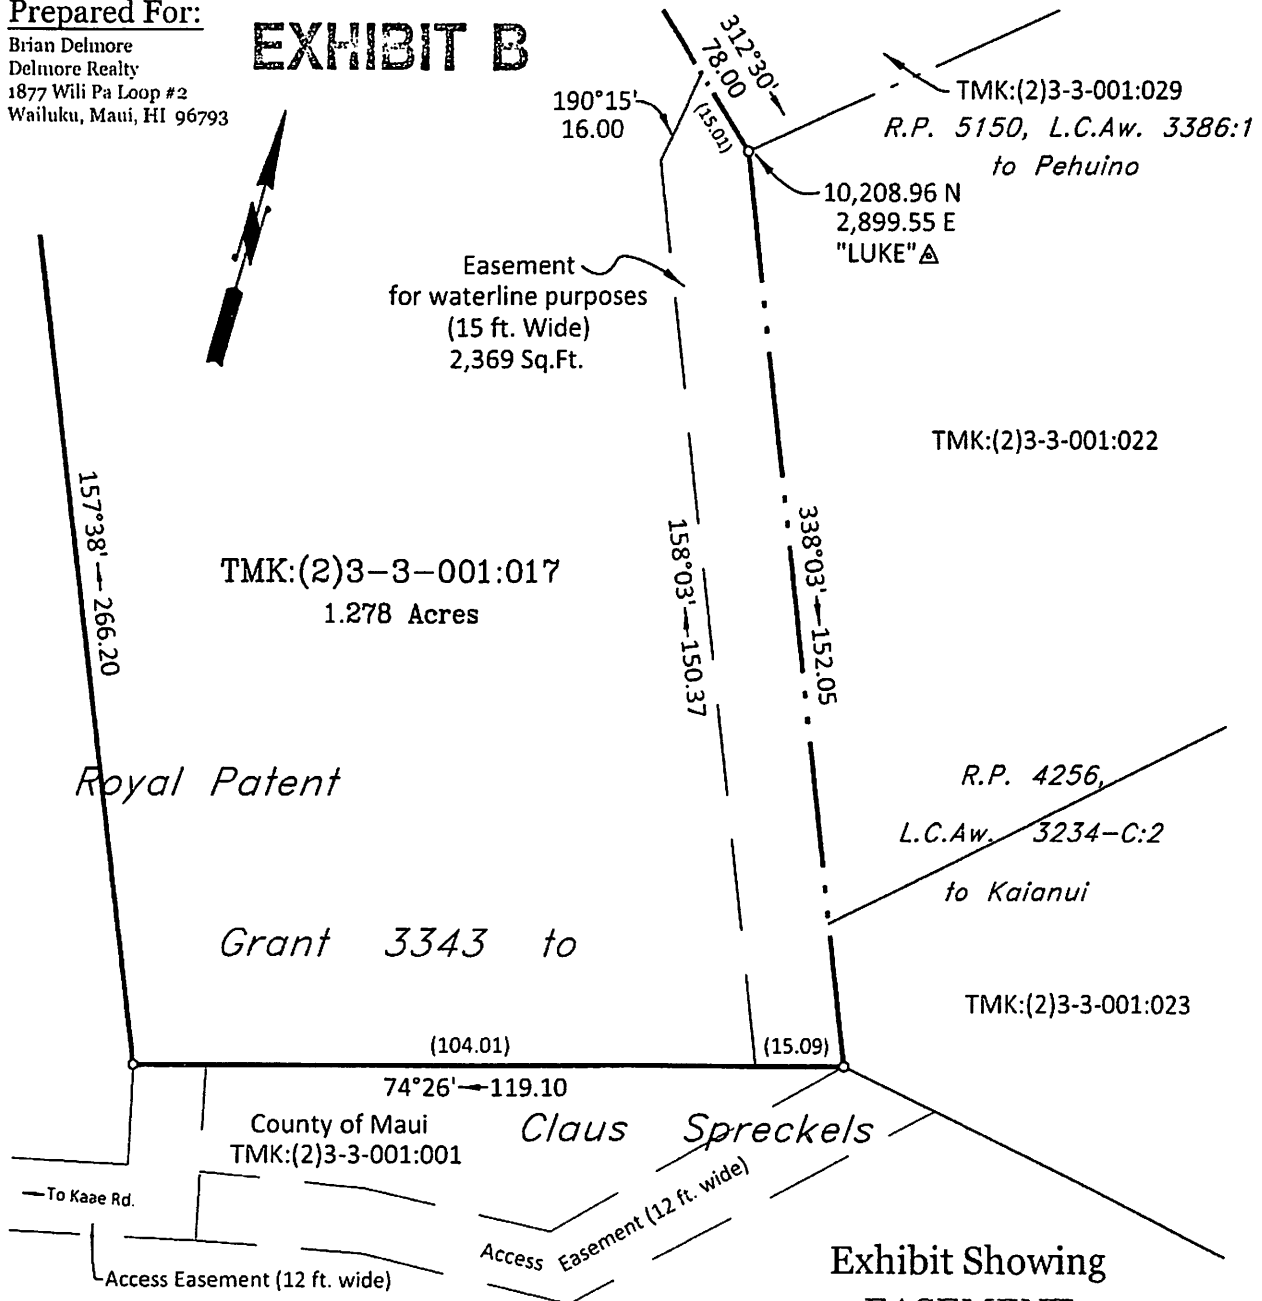 Prepared For:
Brian Delmore
Delmore Realty
1877 Wili Pa Loop #2
Wailuku, Maui, HI 96793
EXHIBIT B
312°30'
78.00
(15.01)
190°15'
16.00
TMK:(2)3-3-001:029
R.P. 5150, L.C.Aw. 3386:1
to Pehuino
10,208.96 N
2,899.55 E
"LUKE"
Easement
for waterline purposes
(15 ft. Wide)
2,369 Sq.Ft.
TMK:(2)3-3-001:022
157°38' 266.20
TMK:(2)3-3-001:017
1.278 Acres
158°03' 150.37
338°03' 152.05
Royal Patent
R.P. 4256,
L.C.Aw. 3234-C:2
to Kaianui
Grant 3343 to
TMK:(2)3-3-001:023
(104.01)
(15.09)
74°26' 119.10
County of Maui
TMK:(2)3-3-001:001
Claus Spreckels
To Kaae Rd.
Access Easement (12 ft. wide)
Access Easement (12 ft. wide)
Exhibit Showing